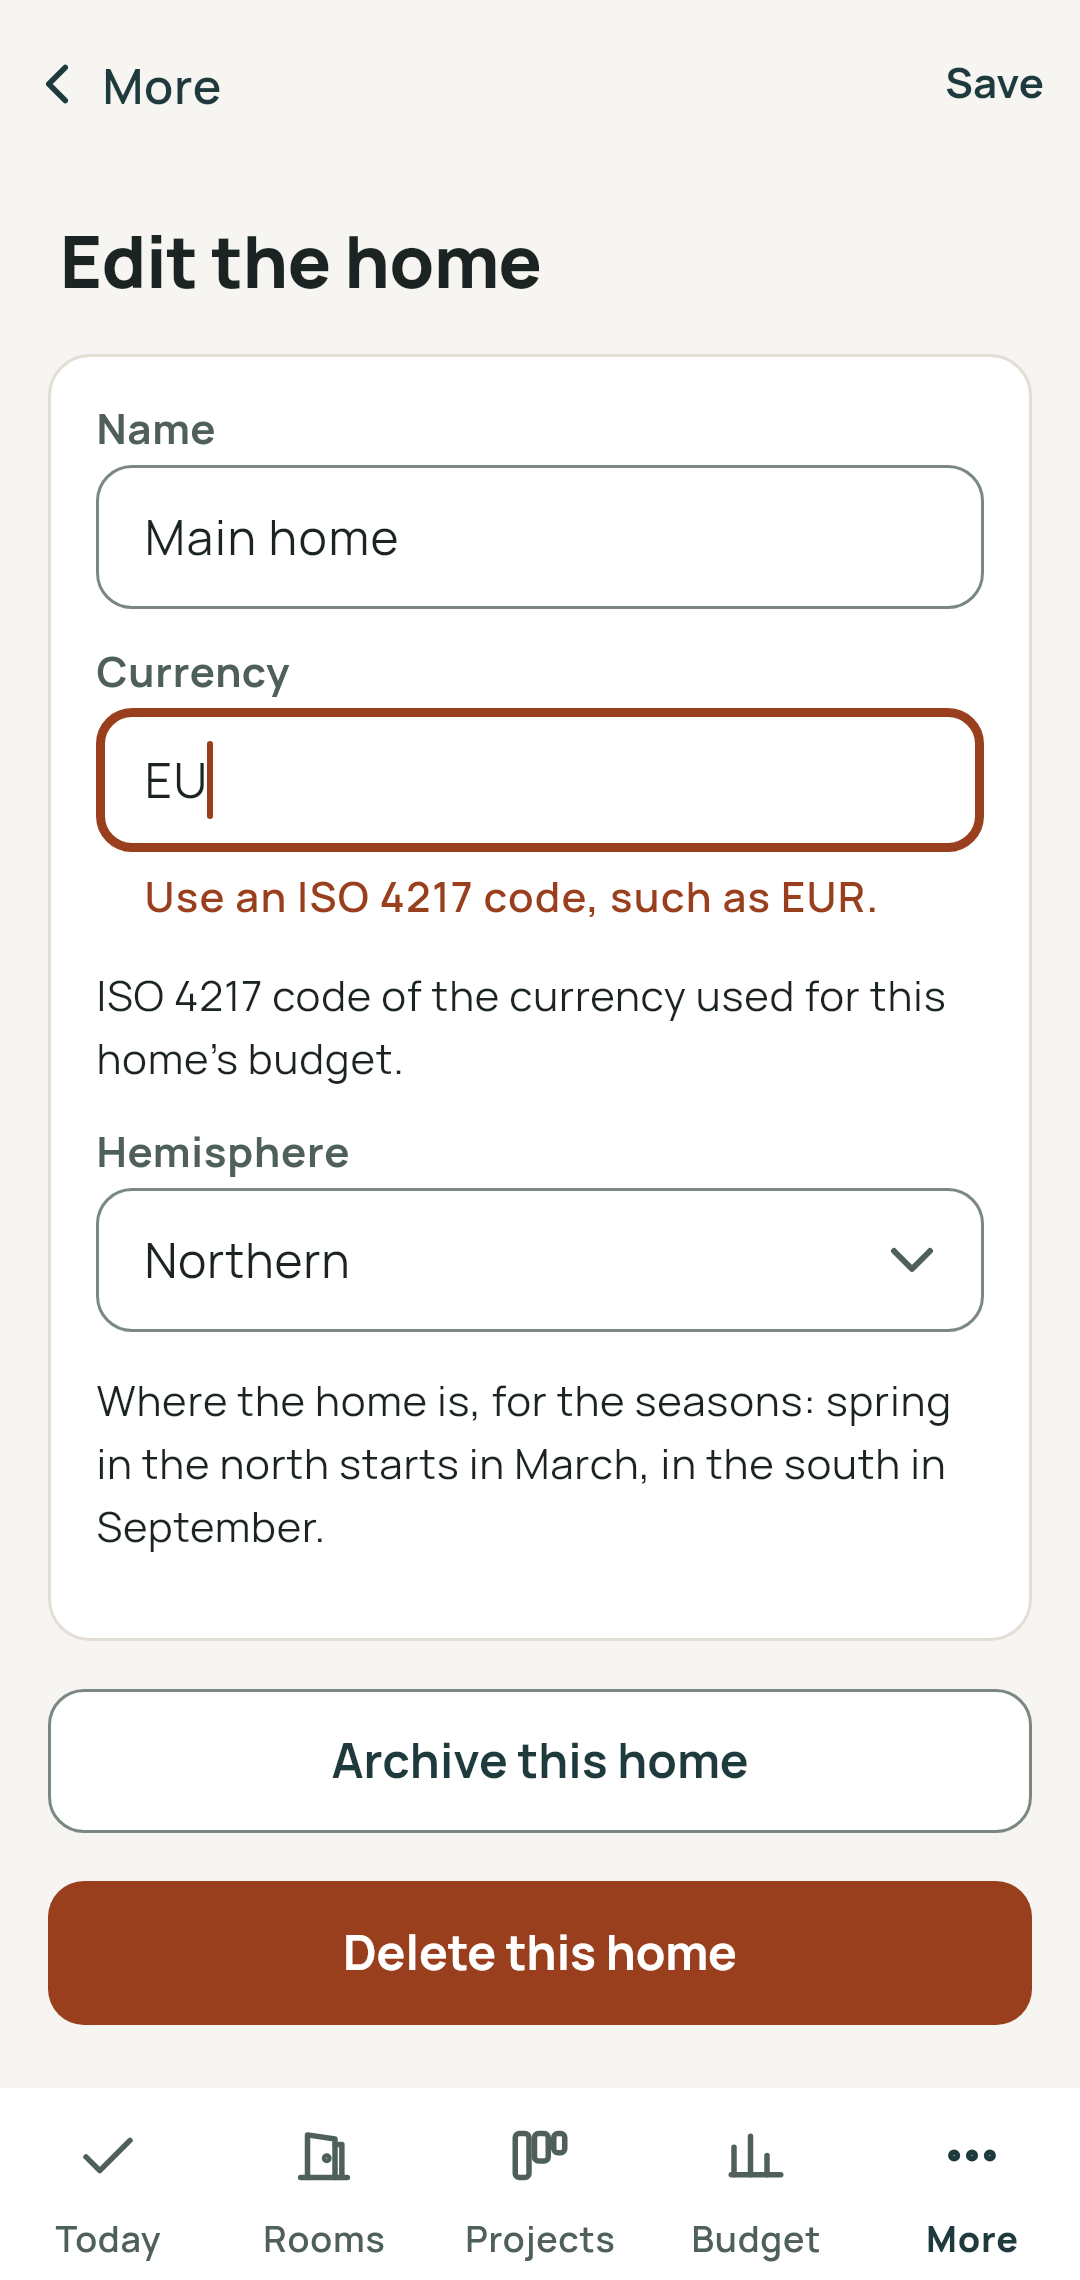 More
Save
Edit the home
Name
Main home
Currency
EU
Use an ISO 4217 code, such as EUR.
ISO 4217 code of the currency used for this
home’s budget.
Hemisphere
Northern
Where the home is, for the seasons: spring
in the north starts in March, in the south in
September.
Archive this home
Delete this home
Today
Rooms
Projects
Budget
More